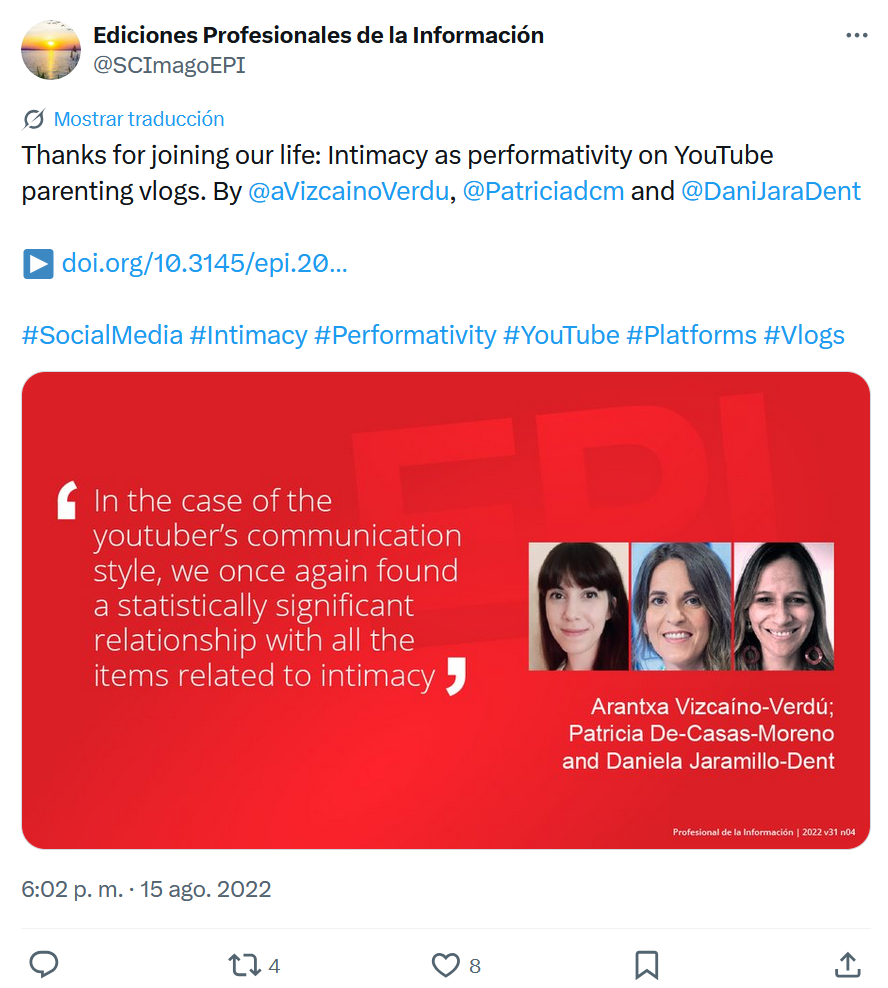 Ediciones Profesionales de la Información
@SCImagoEPI
Mostrar traducción
Thanks for joining our life: Intimacy as performativity on YouTube
parenting vlogs. By @aVizcainoVerdu, @Patriciadcm and @DaniJaraDent
doi.org/10.3145/epi.20...
#SocialMedia #Intimacy #Performativity #YouTube #Platforms #Vlogs
EPI
‘ In the case of the
youtuber’s communication
style, we once again found
a statistically significant
relationship with all the
items related to intimacy ’
Arantxa Vizcaíno-Verdú;
Patricia De-Casas-Moreno
and Daniela Jaramillo-Dent
Profesional de la Información | 2022 v31 n04
6:02 p. m. · 15 ago. 2022
4 8